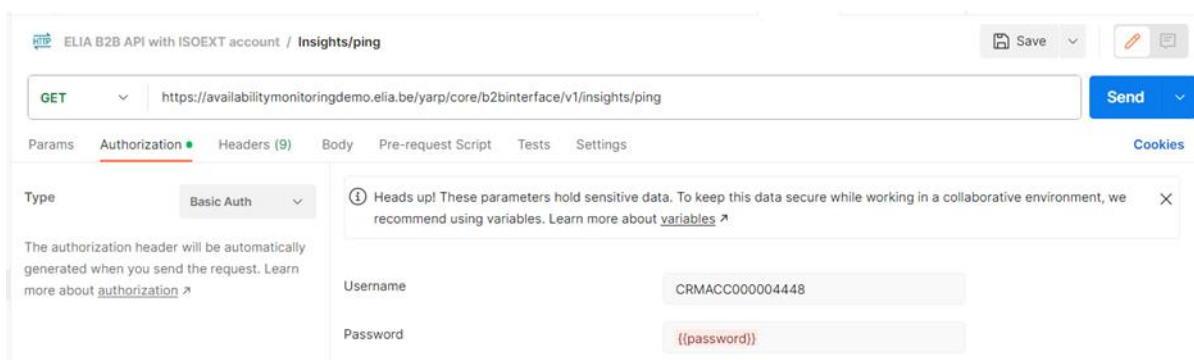 HTTP ELIA B2B API with ISOEXT account / Insights/ping
Save
GET https://availabilitymonitoringdemo.elia.be/yarp/core/b2binterface/v1/insights/ping
Send
Params Authorization Headers (9) Body Pre-request Script Tests Settings Cookies
Type Basic Auth
The authorization header will be automatically
generated when you send the request. Learn
more about authorization ↗
Heads up! These parameters hold sensitive data. To keep this data secure while working in a collaborative environment, we
recommend using variables. Learn more about variables ↗
Username CRMACC000004448
Password {{password}}